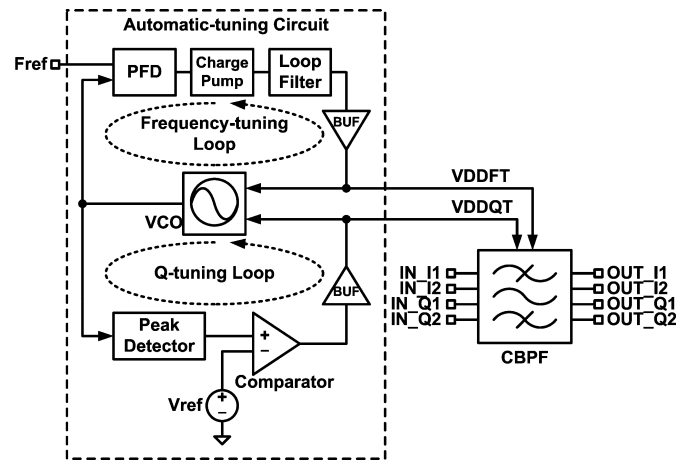 Automatic-tuning Circuit
Fref
PFD
Charge
Pump
Loop
Filter
BUF
Frequency-tuning
Loop
VDDFT
VDDQT
VCO
Q-tuning Loop
BUF
IN_I1
IN_I2
IN_Q1
IN_Q2
OUT_I1
OUT_I2
OUT_Q1
OUT_Q2
CBPF
Peak
Detector
+
−
Comparator
Vref
+
−